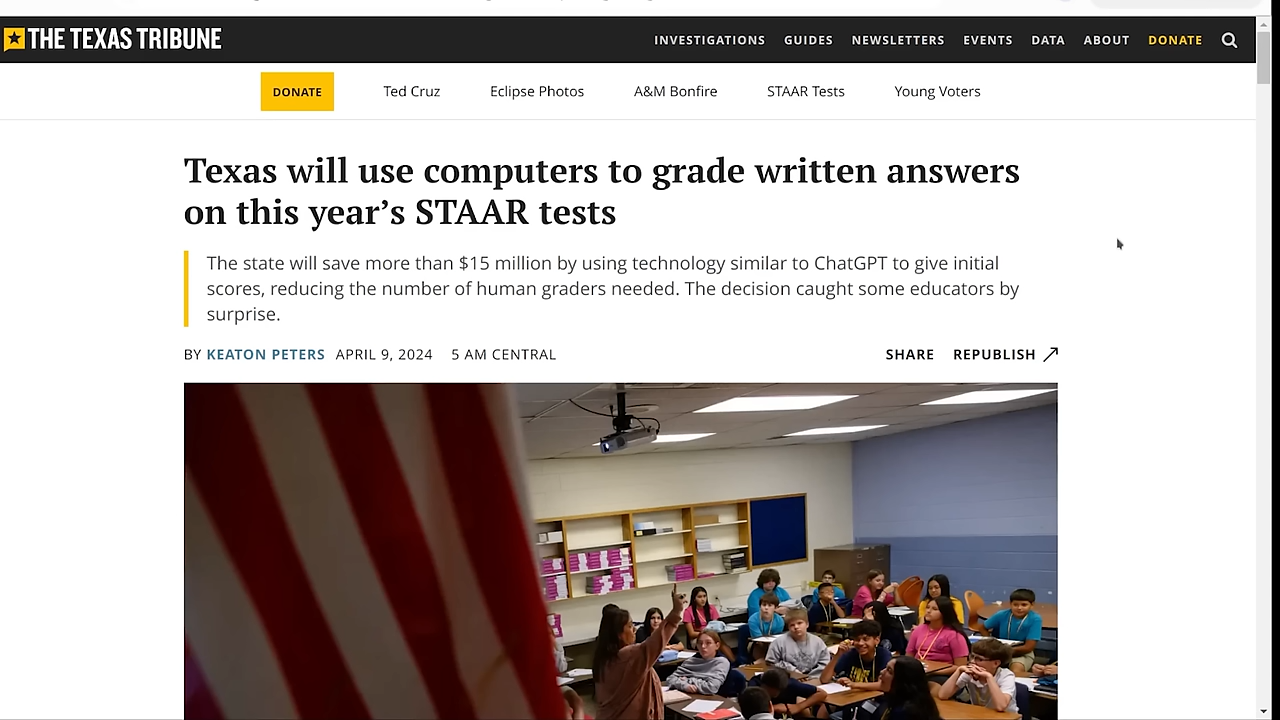 THE TEXAS TRIBUNE
INVESTIGATIONS GUIDES NEWSLETTERS EVENTS DATA ABOUT DONATE
DONATE Ted Cruz Eclipse Photos A&M Bonfire STAAR Tests Young Voters
Texas will use computers to grade written answers
on this year’s STAAR tests
The state will save more than $15 million by using technology similar to ChatGPT to give initial
scores, reducing the number of human graders needed. The decision caught some educators by
surprise.
BY KEATON PETERS APRIL 9, 2024 5 AM CENTRAL SHARE REPUBLISH